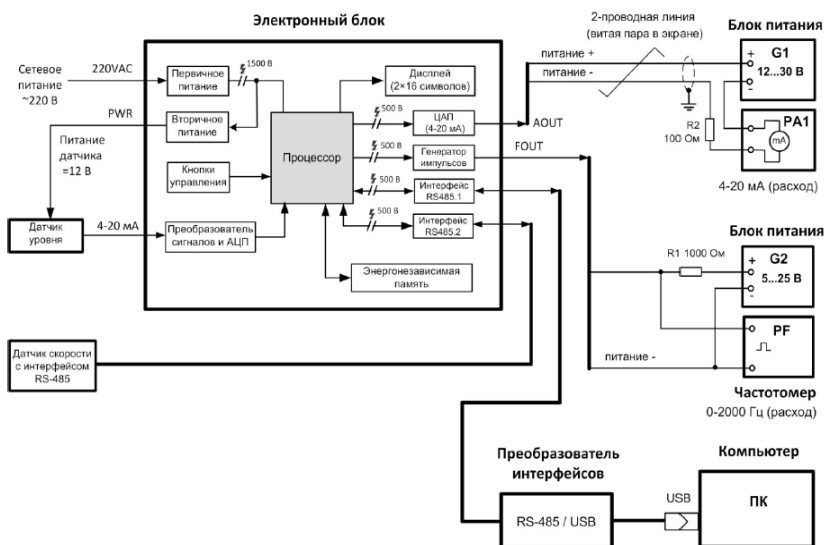 Электронный блок
2-проводная линия
(витая пара в экране)
Блок питания
Сетевое
питание
~220 В
220VAC
Первичное
питание
1500 В
Дисплей
(2×16 символов)
питание +
питание -
G1
12...30 В
+
-
PWR
Вторичное
питание
500 В
ЦАП
(4-20 мА)
AOUT
R2
100 Ом
PA1
mA
Питание
датчика
=12 В
Процессор
500 В
Генератор
импульсов
FOUT
Кнопки
управления
500 В
Интерфейс
RS485.1
4-20 мА (расход)
Датчик
уровня
4-20 мА
Преобразователь
сигналов и АЦП
500 В
Интерфейс
RS485.2
Блок питания
R1 1000 Ом
+
-
G2
5...25 В
Энергонезависимая
память
PF
питание -
Датчик скорости
с интерфейсом
RS-485
Частотомер
0-2000 Гц (расход)
Преобразователь
интерфейсов
Компьютер
RS-485 / USB
USB
ПК